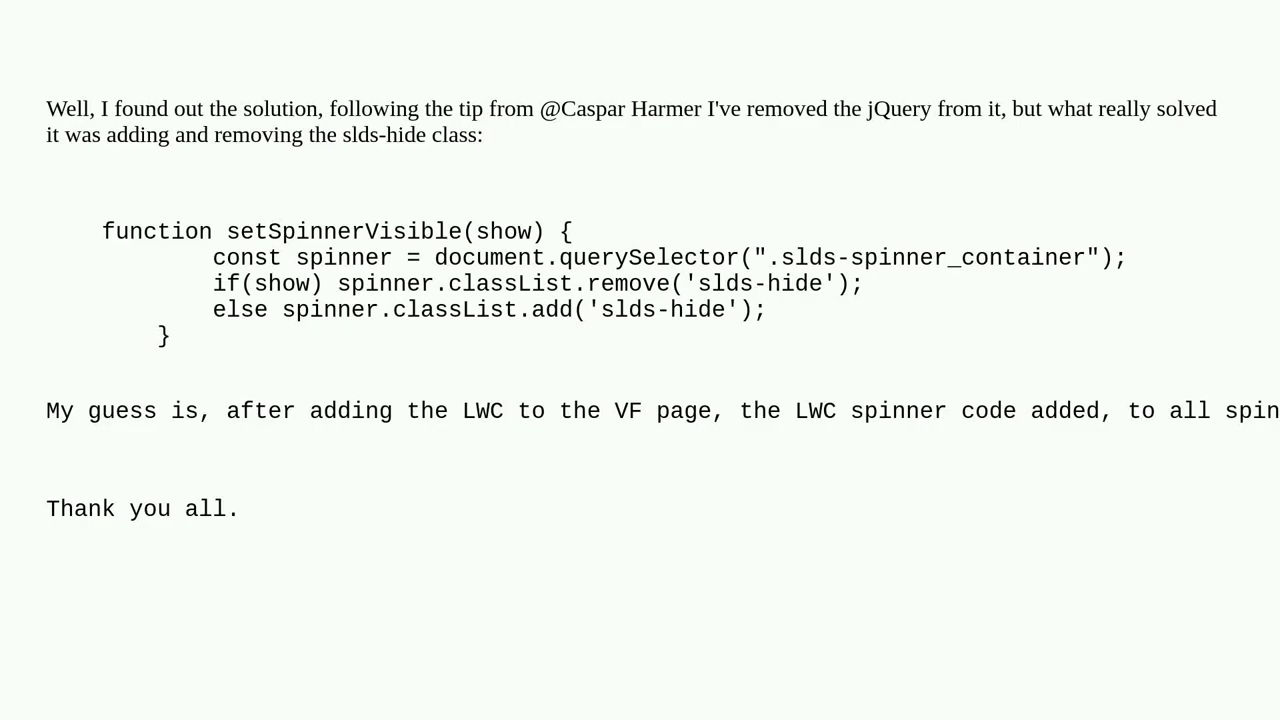 Well, I found out the solution, following the tip from @Caspar Harmer I've removed the jQuery from it, but what really solved
it was adding and removing the slds-hide class:
function setSpinnerVisible(show) {
const spinner = document.querySelector(".slds-spinner_container");
if(show) spinner.classList.remove('slds-hide');
else spinner.classList.add('slds-hide');
}
My guess is, after adding the LWC to the VF page, the LWC spinner code added, to all
Thank you all.